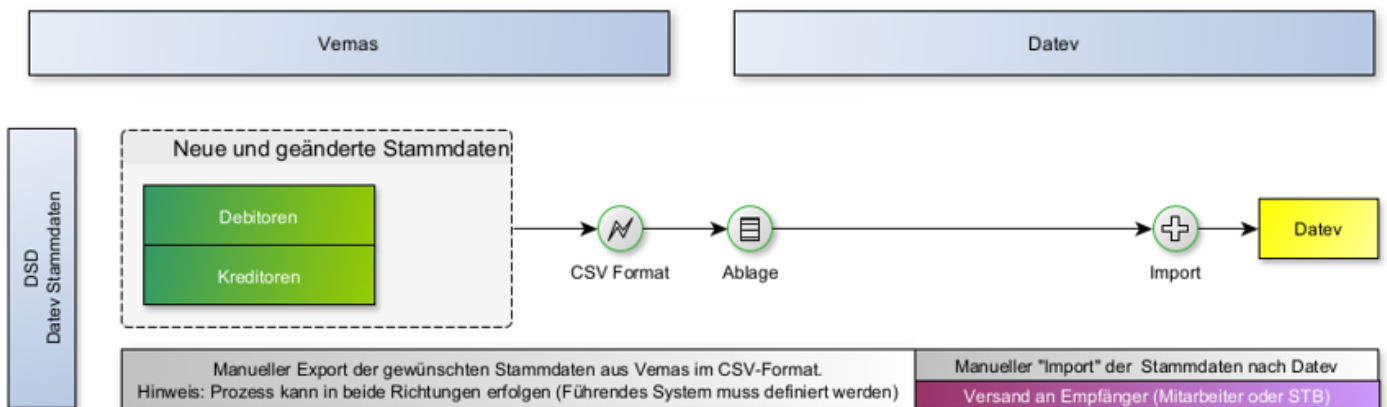 Vemas
Datev
DSD
Datev Stammdaten
Neue und geänderte Stammdaten
Debitoren
Kreditoren
CSV Format
Ablage
Import
Datev
Manueller Export der gewünschten Stammdaten aus Vemas im CSV-Format.
Hinweis: Prozess kann in beide Richtungen erfolgen (Führendes System muss definiert werden)
Manueller "Import" der Stammdaten nach Datev
Versand an Empfänger (Mitarbeiter oder STB)